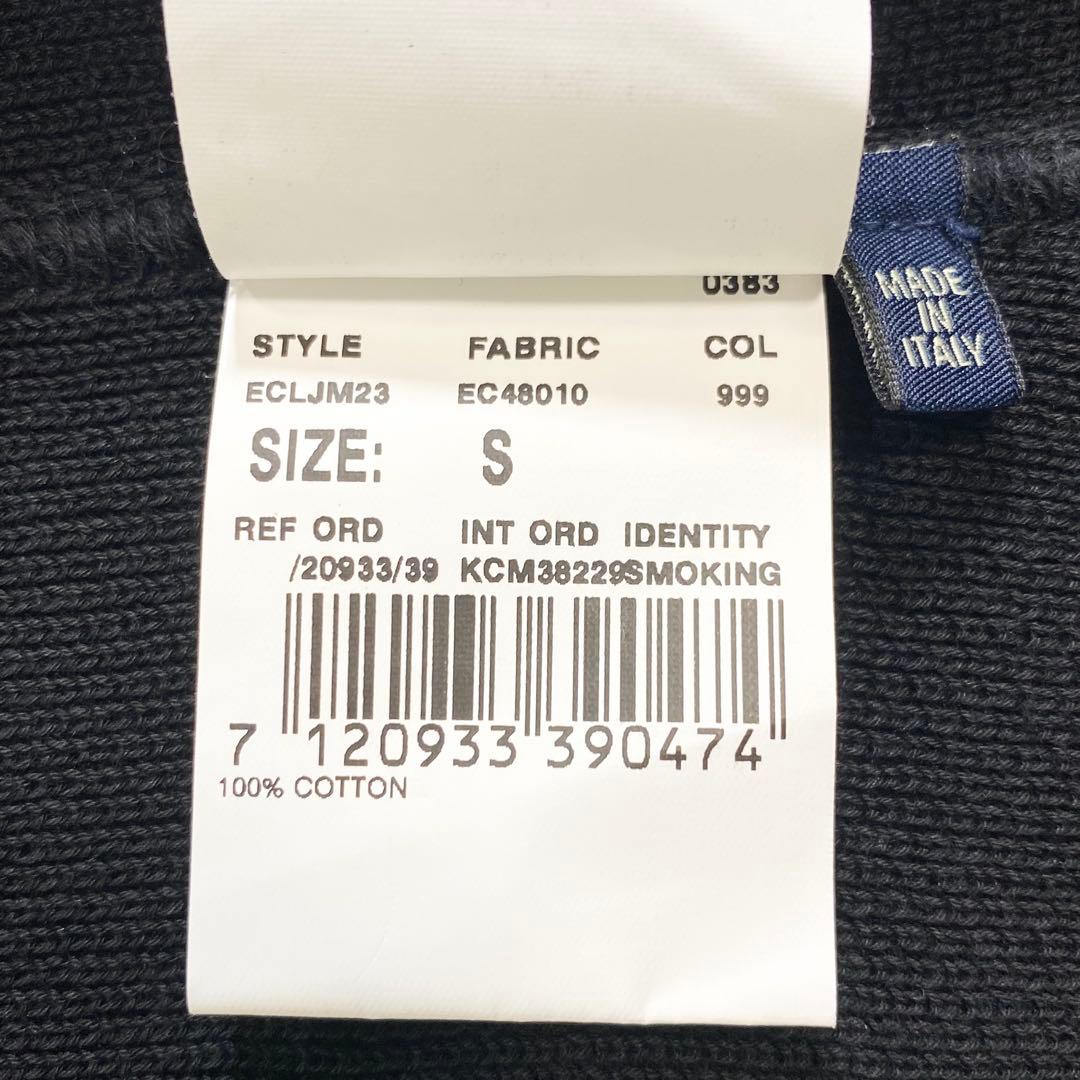 0383
STYLE FABRIC COL
ECLJM23 EC48010 999
SIZE: S
REF ORD INT ORD IDENTITY
/20933/39 KCM38229SMOKING
7 120933 390474
100% COTTON
MADE
IN
ITALY